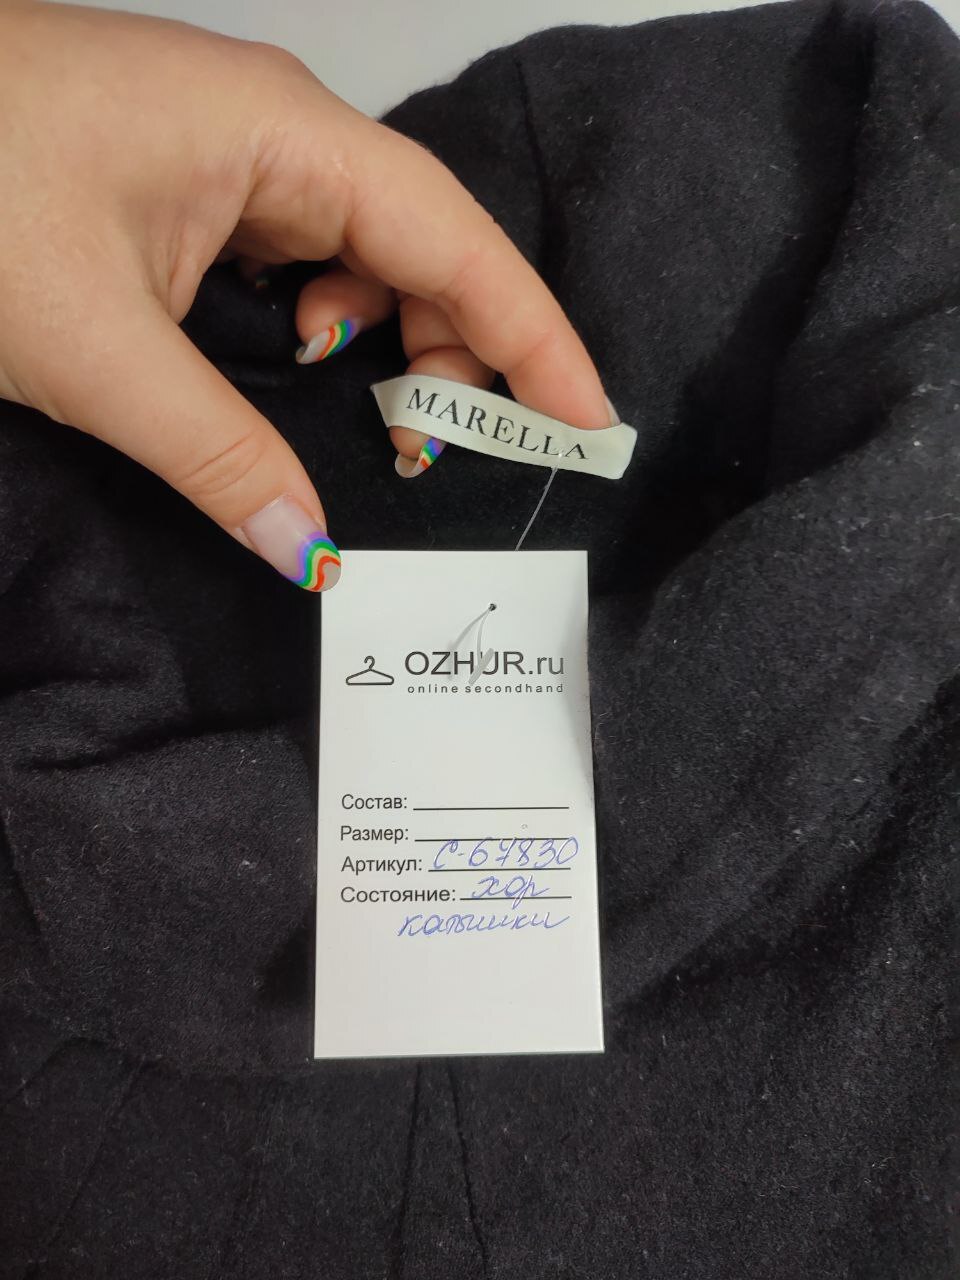 MARELLA
OZHUR.ru
online secondhand
Состав:
Размер:
Артикул: С-67830
Состояние: хор
катышки